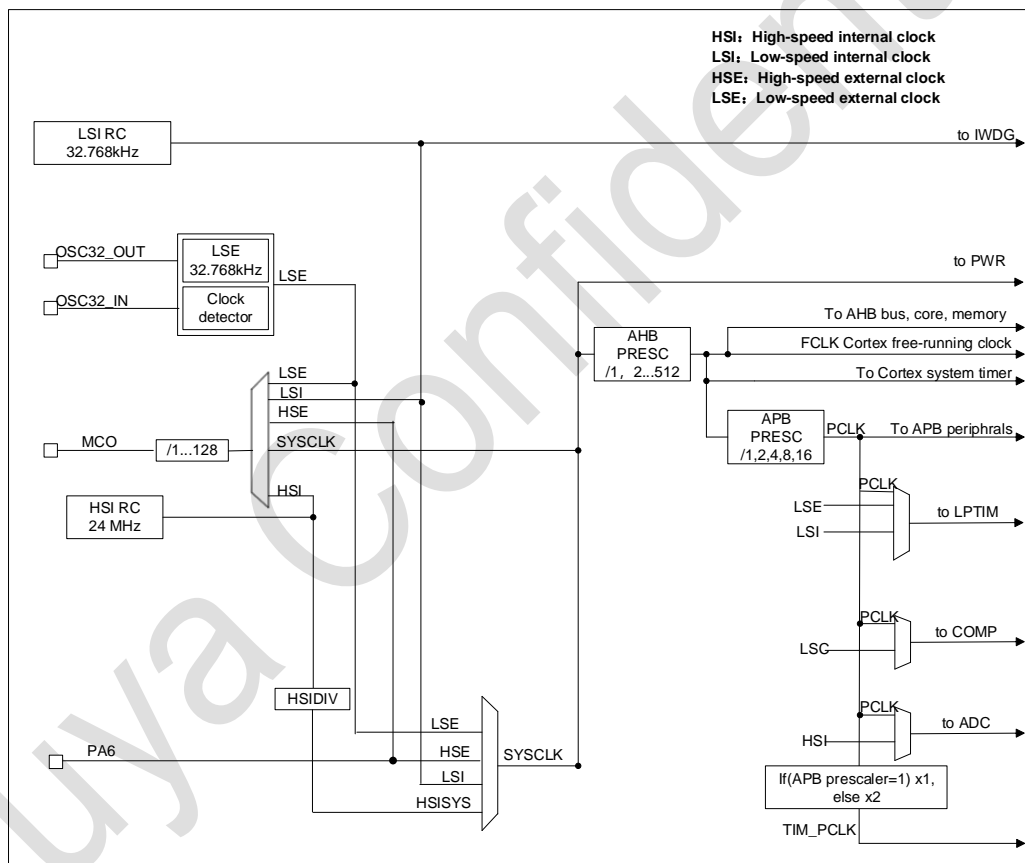 HSI：High-speed internal clock
LSI：Low-speed internal clock
HSE：High-speed external clock
LSE：Low-speed external clock
LSI RC
32.768kHz
to IWDG
OSC32_OUT
LSE
32.768kHz
LSE
OSC32_IN
Clock
detector
to PWR
To AHB bus, core, memory
AHB
PRESC
/1，2...512
FCLK Cortex free-running clock
To Cortex system timer
LSE
LSI
HSE
SYSCLK
HSI
MCO
/1...128
APB
PRESC
/1,2,4,8,16
PCLK
To APB periphrals
HSI RC
24 MHz
PCLK
LSE
LSI
to LPTIM
PCLK
LSC
to COMP
HSIDIV
PCLK
HSI
to ADC
PA6
LSE
HSE
LSI
HSISYS
SYSCLK
If(APB prescaler=1) x1,
else x2
TIM_PCLK
uya Confident